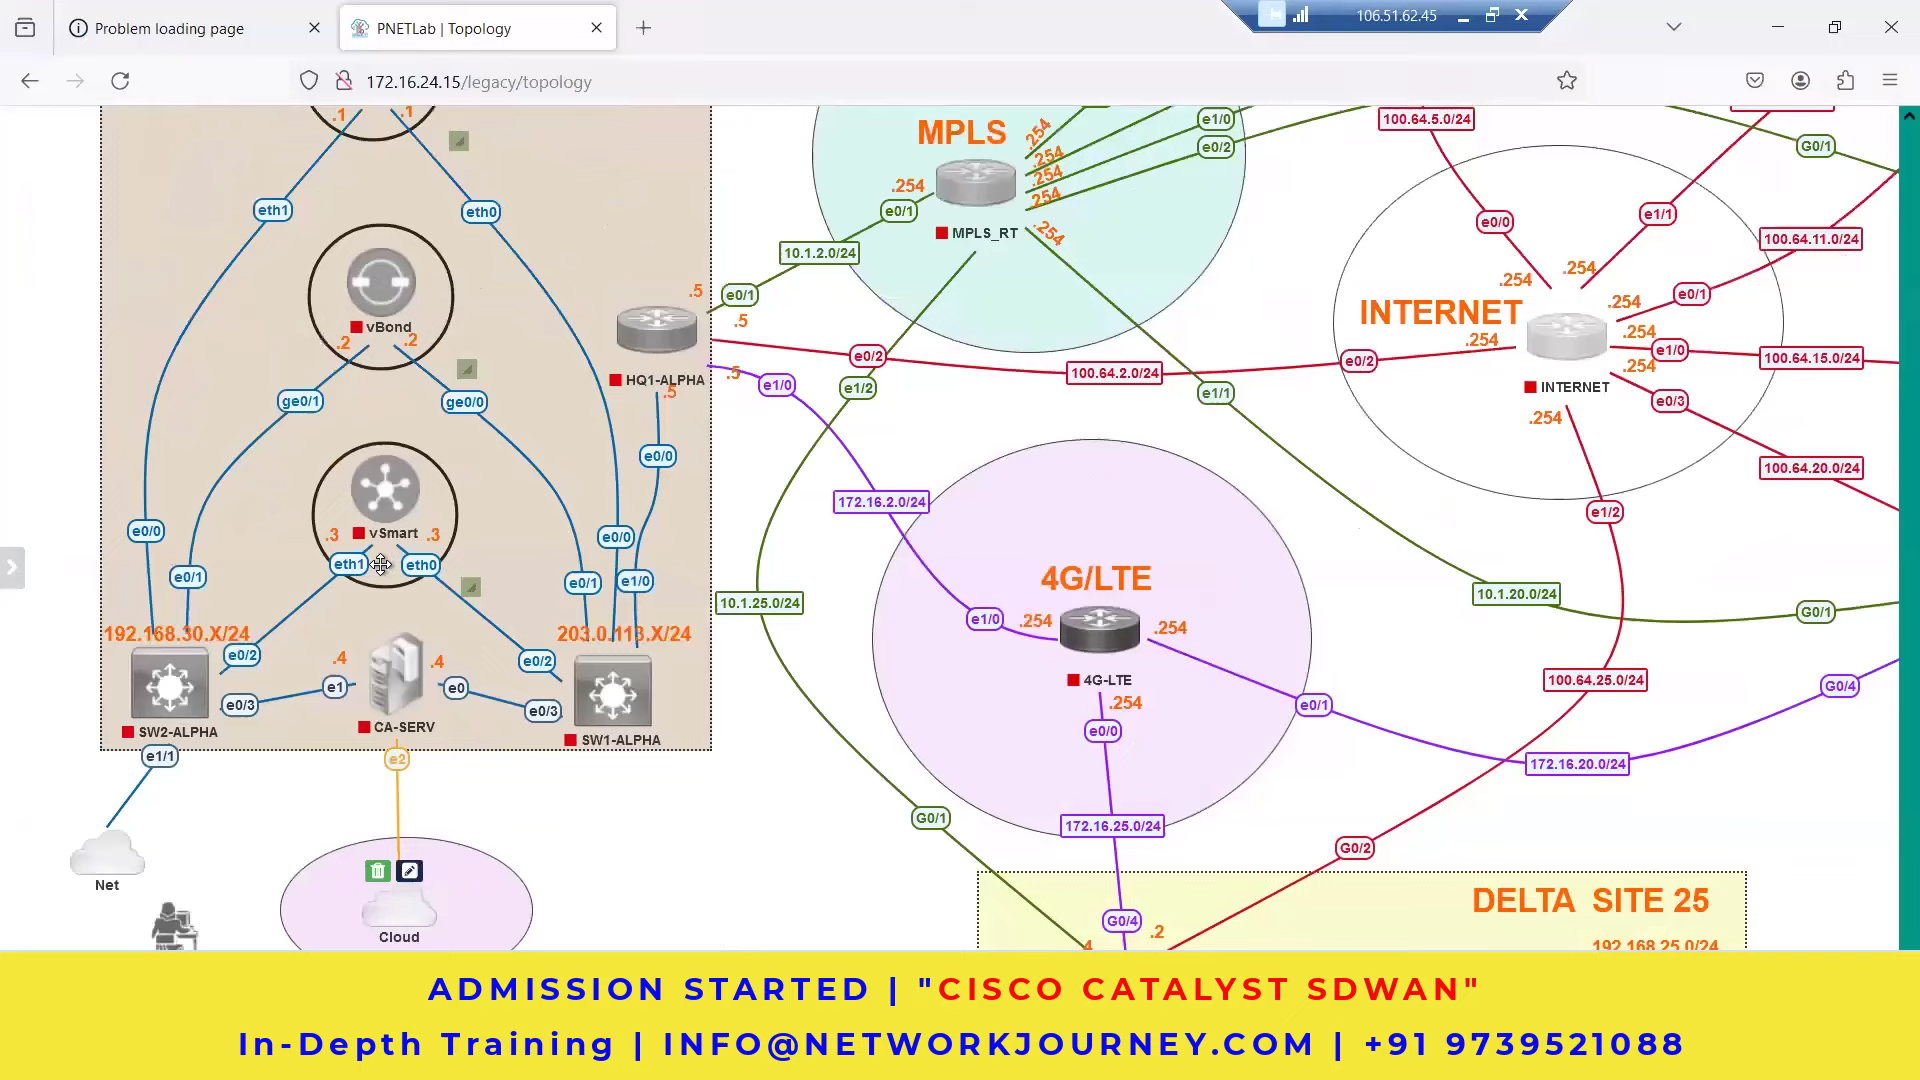 Problem loading page
PNETLab | Topology
106.51.62.45
172.16.24.15/legacy/topology
.1
.1
MPLS
.254
.254
.254
.254
.254
.254
e1/0
e0/2
e0/1
MPLS_RT
10.1.2.0/24
100.64.5.0/24
G0/1
eth1
eth0
e0/0
e1/1
100.64.11.0/24
.254
.254
INTERNET
.254
.254
.254
.254
e0/1
e1/0
100.64.15.0/24
INTERNET
.254
e0/3
100.64.20.0/24
vBond
.2
.2
.5
e0/1
.5
HQ1-ALPHA
.5
.5
e0/2
100.64.2.0/24
e0/2
e1/2
e1/0
e1/1
ge0/1
ge0/0
e0/0
172.16.2.0/24
e1/2
.3
vSmart
.3
eth1
eth0
e0/0
e0/0
e0/1
e0/1
e1/0
4G/LTE
10.1.25.0/24
10.1.20.0/24
G0/1
e1/0
.254
.254
192.168.30.X/24
203.0.113.X/24
e0/2
.4
.4
e0/2
e0/3
e1
e0
e0/3
4G-LTE
.254
100.64.25.0/24
G0/4
e0/1
SW2-ALPHA
CA-SERV
SW1-ALPHA
e1/1
e2
e0/0
172.16.20.0/24
G0/1
172.16.25.0/24
G0/2
Net
Cloud
DELTA SITE 25
G0/4
.2
192.168.25.0/24
ADMISSION STARTED | "CISCO CATALYST SDWAN"
In-Depth Training | INFO@NETWORKJOURNEY.COM | +91 9739521088